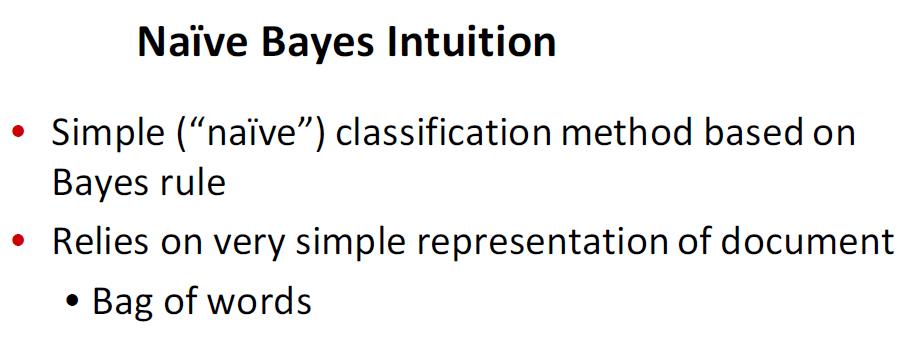 Naïve Bayes Intuition
• Simple (“naïve”) classification method based on
Bayes rule
• Relies on very simple representation of document
• Bag of words